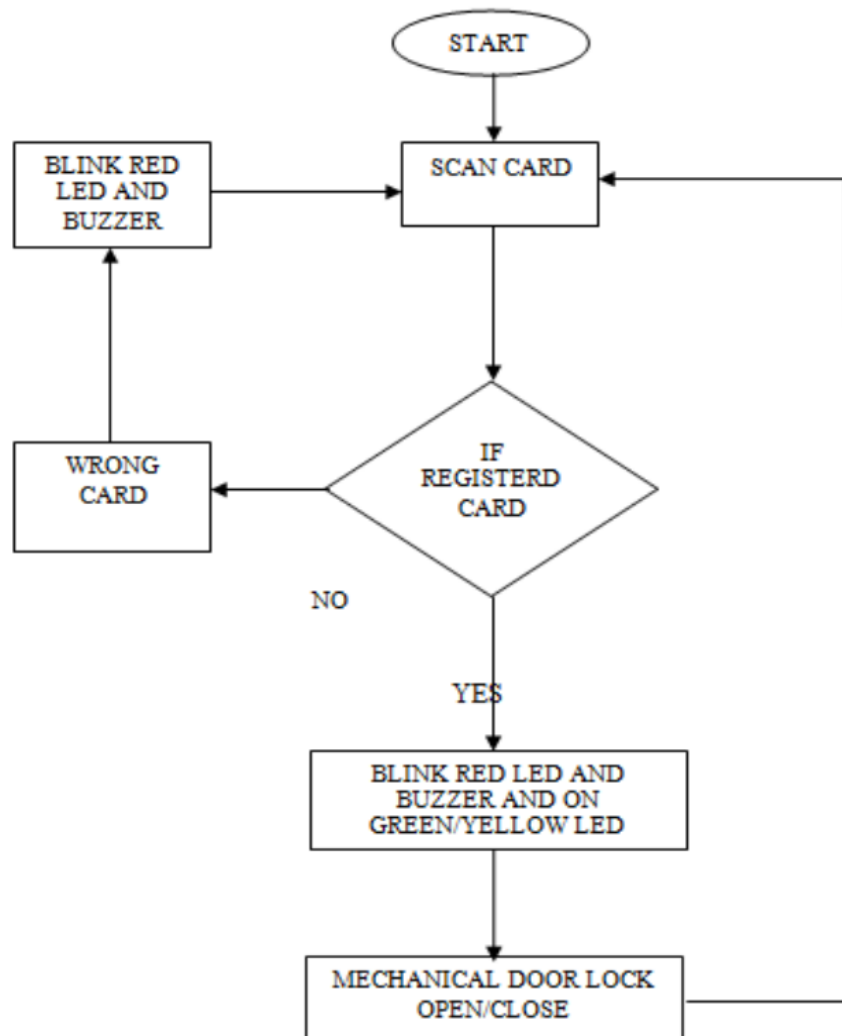 START
SCAN CARD
BLINK RED
LED AND
BUZZER
IF
REGISTERD
CARD
WRONG
CARD
NO
YES
BLINK RED LED AND
BUZZER AND ON
GREEN/YELLOW LED
MECHANICAL DOOR LOCK
OPEN/CLOSE